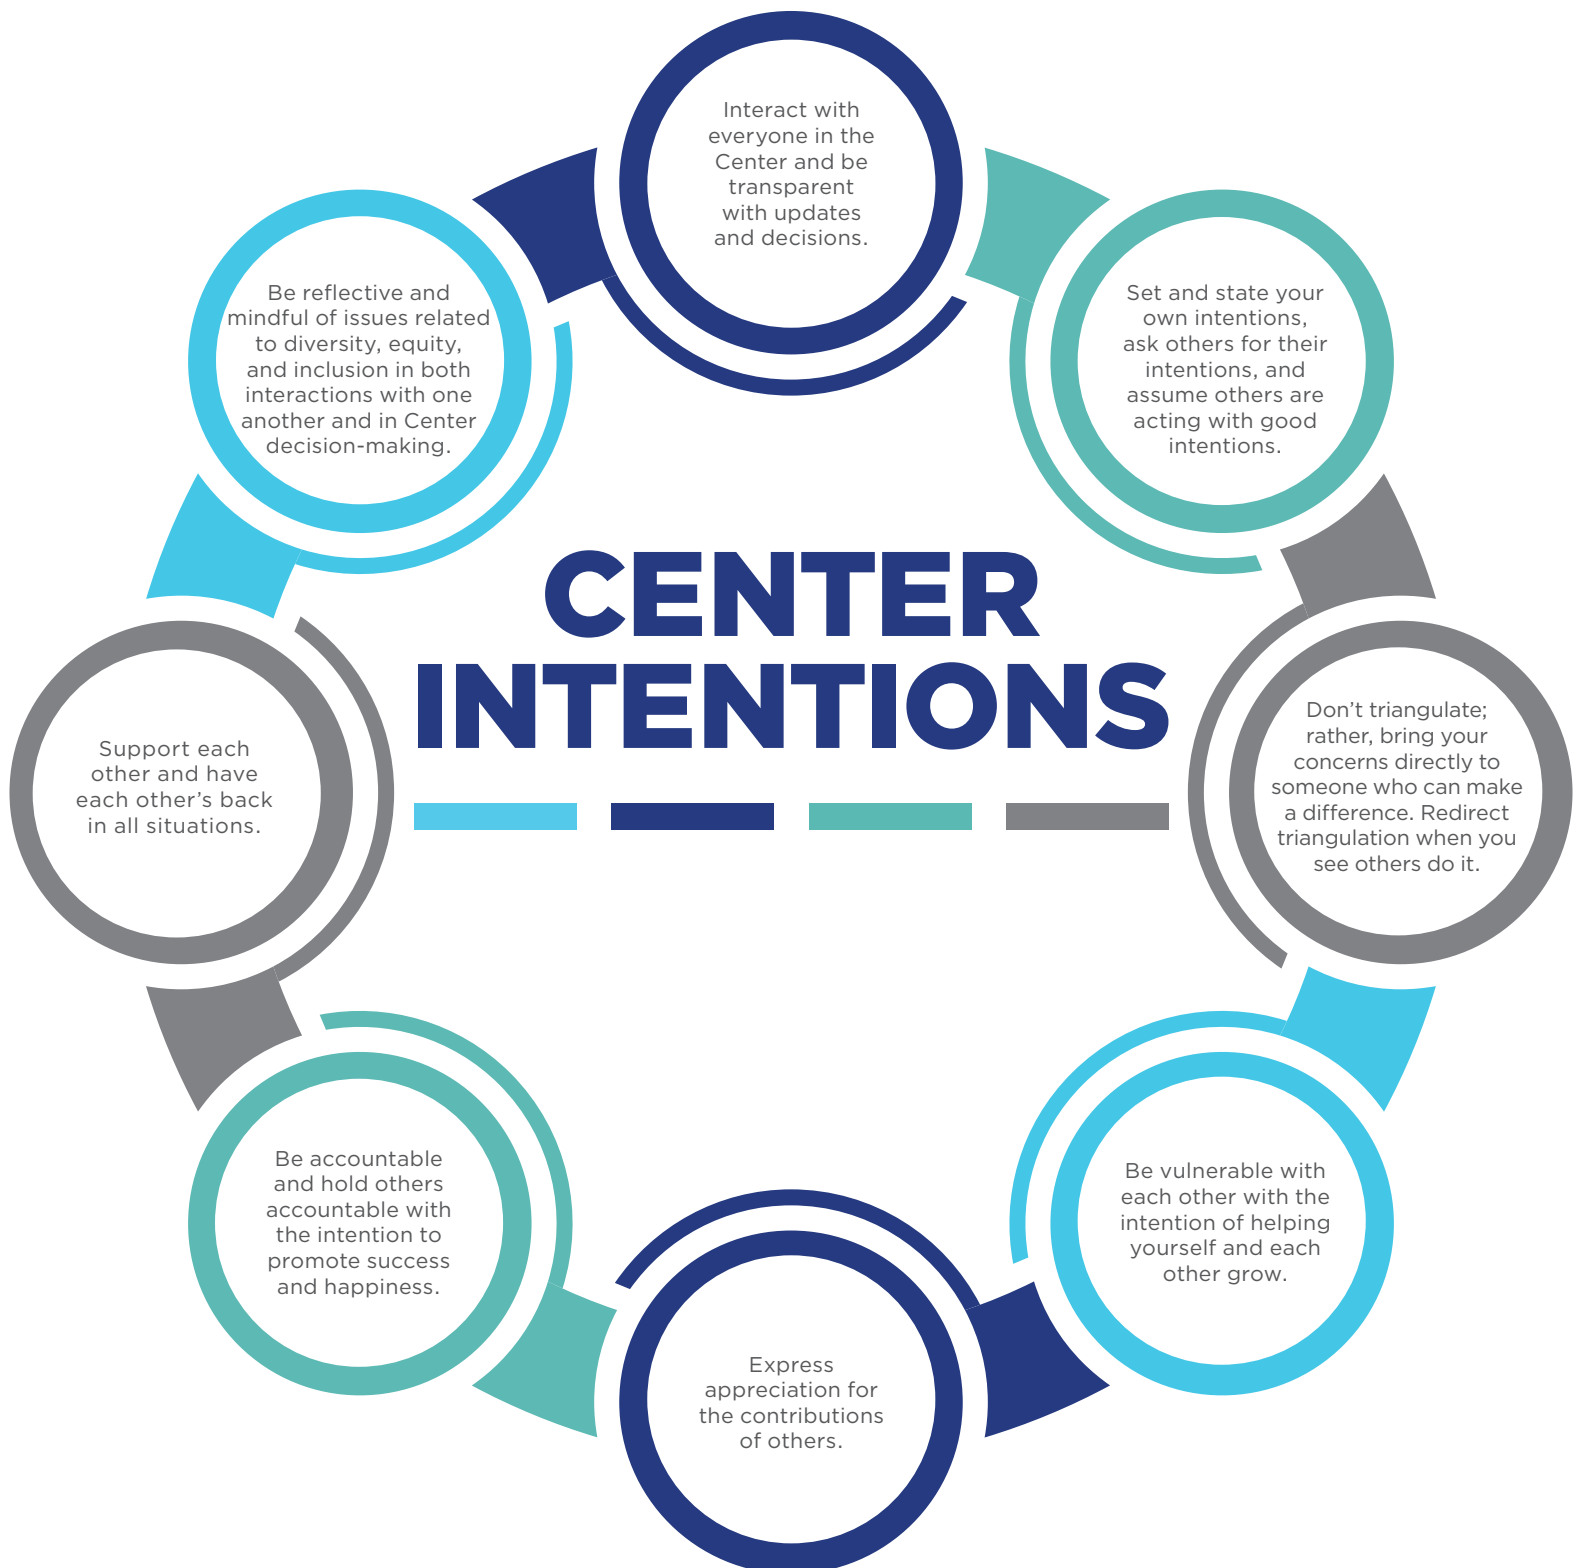 Interact with
everyone in the
Center and be
transparent
with updates
and decisions.
Set and state your
own intentions,
ask others for their
intentions, and
assume others are
acting with good
intentions.
Don’t triangulate;
rather, bring your
concerns directly to
someone who can make
a difference. Redirect
triangulation when you
see others do it.
Be vulnerable with
each other with the
intention of helping
yourself and each
other grow.
Express
appreciation for
the contributions
of others.
Be accountable
and hold others
accountable with
the intention to
promote success
and happiness.
Support each
other and have
each other’s back
in all situations.
Be reflective and
mindful of issues related
to diversity, equity,
and inclusion in both
interactions with one
another and in Center
decision-making.
CENTER
INTENTIONS